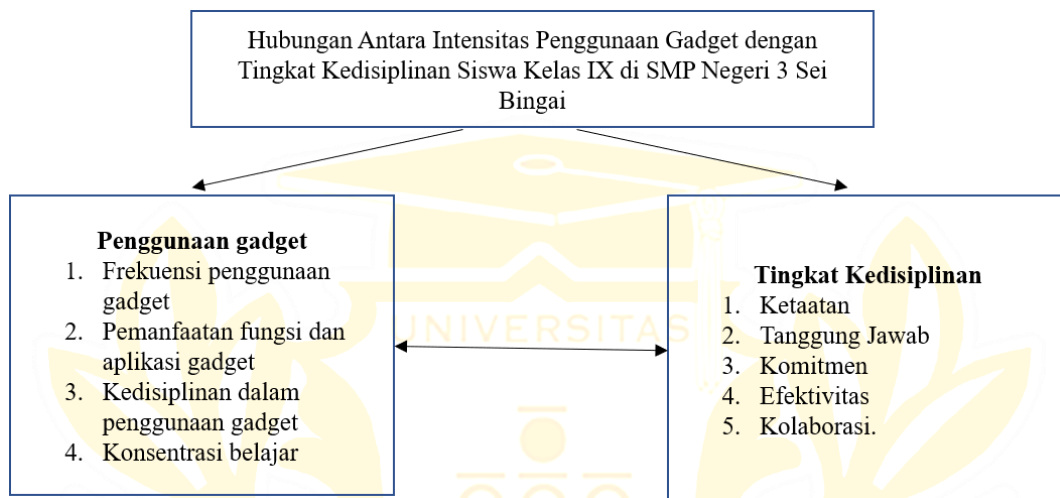 Hubungan Antara Intensitas Penggunaan Gadget dengan
Tingkat Kedisiplinan Siswa Kelas IX di SMP Negeri 3 Sei
Bingai
Penggunaan gadget
1. Frekuensi penggunaan
gadget
2. Pemanfaatan fungsi dan
aplikasi gadget
3. Kedisiplinan dalam
penggunaan gadget
4. Konsentrasi belajar
UNIVERSITAS
Tingkat Kedisiplinan
1. Ketaatan
2. Tanggung Jawab
3. Komitmen
4. Efektivitas
5. Kolaborasi.